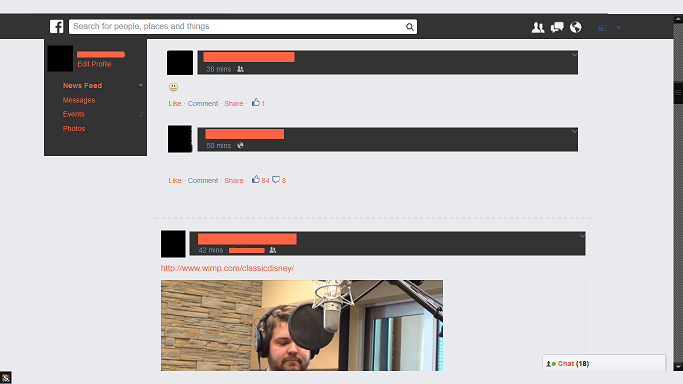 Search for people, places and things
Edit Profile
News Feed
Messages
Events
Photos
38 mins ·
Like · Comment · Share · 1
50 mins ·
Like · Comment · Share · 84 8
42 mins ·
http://www.wimp.com/classicdisney/
Chat (18)